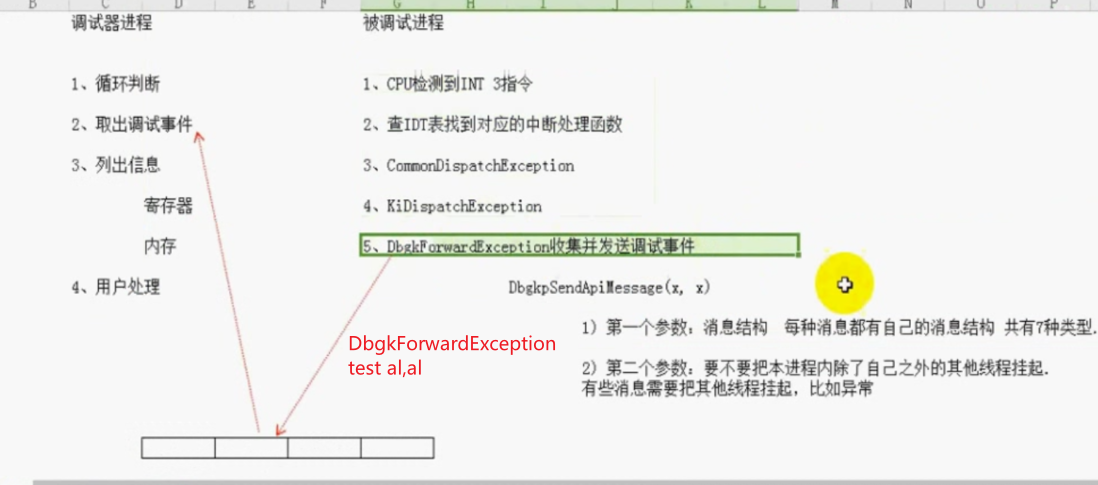 B C D E F G H I J K L M N O P
调试器进程
被调试进程
1、循环判断
1、CPU检测到INT 3指令
2、取出调试事件
2、查IDT表找到对应的中断处理函数
3、列出信息
3、CommonDispatchException
寄存器
4、KiDispatchException
内存
5、DbgkForwardException收集并发送调试事件
4、用户处理
DbgkpSendApiMessage(x, x)
1) 第一个参数：消息结构 每种消息都有自己的消息结构 共有7种类型.
DbgkForwardException
test al,al
2) 第二个参数：要不要把本进程内除了自己之外的其他线程挂起.
有些消息需要把其他线程挂起，比如异常